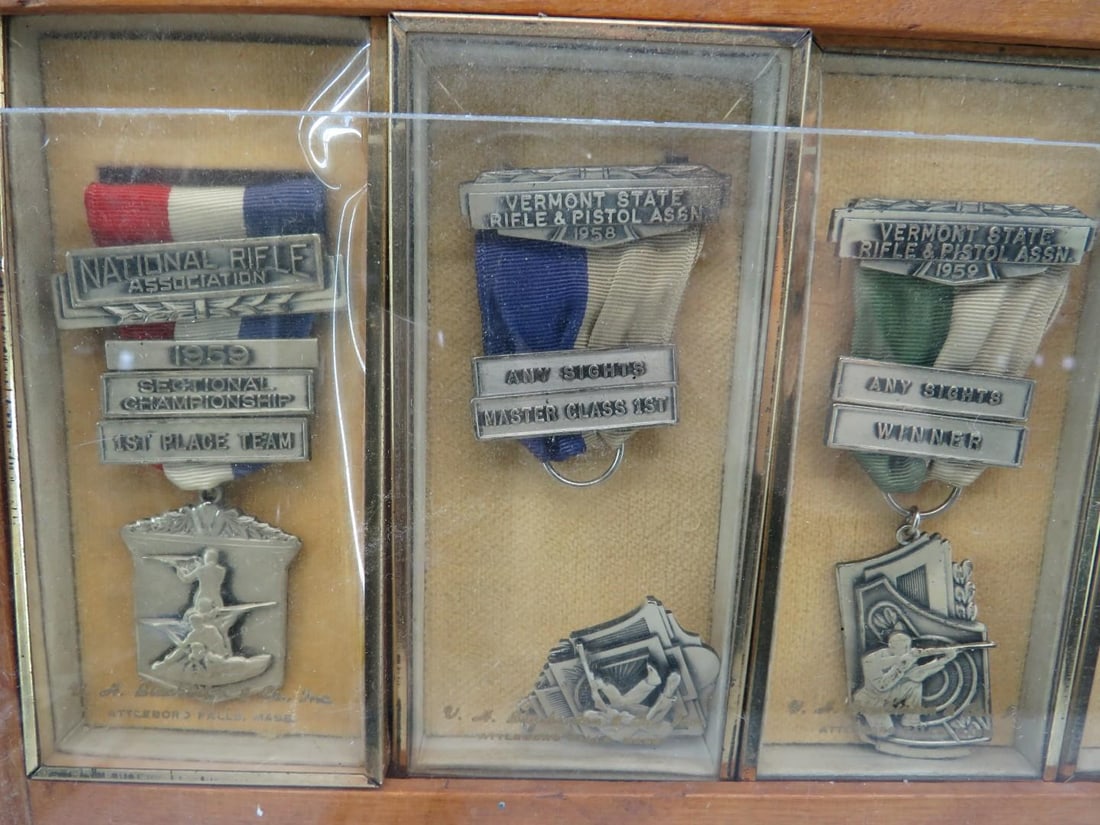 NATIONAL RIFLE
ASSOCIATION
1959
SECTIONAL
CHAMPIONSHIP
1ST PLACE TEAM
ATTLEBORO FALLS, MASS.
VERMONT STATE
RIFLE & PISTOL ASSN.
1958
ANY SIGHTS
MASTER CLASS 1ST
ATTLEBORO
VERMONT STATE
RIFLE & PISTOL ASSN.
1959
ANY SIGHTS
WINNER